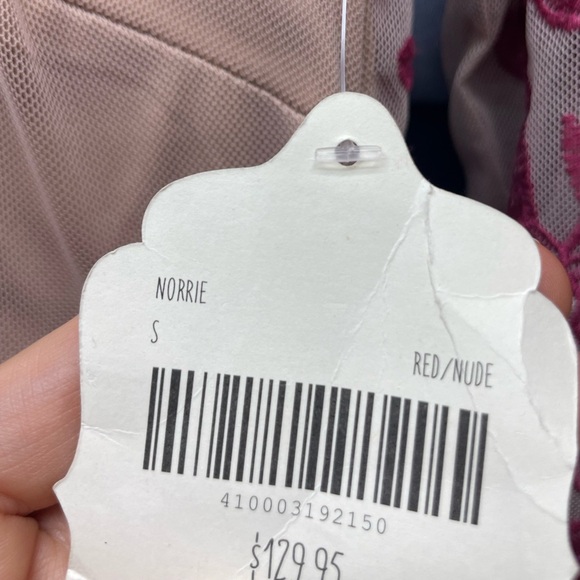 NORRIE
S
RED/NUDE
410003192150
$129.95